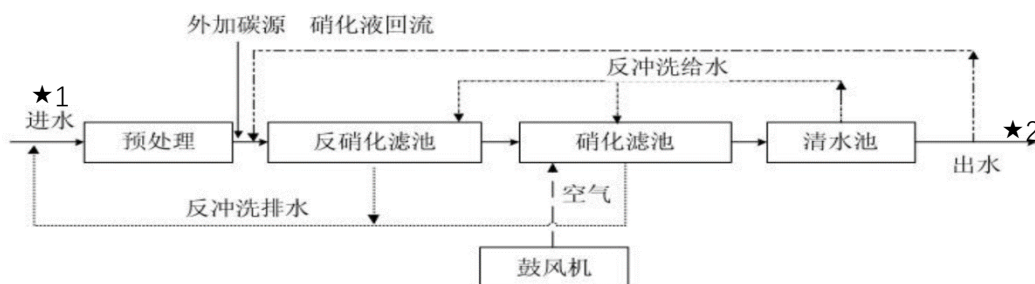 外加碳源 硝化液回流
反冲洗给水
★1
进水
预处理
反硝化滤池
硝化滤池
清水池
★2
出水
反冲洗排水
空气
鼓风机